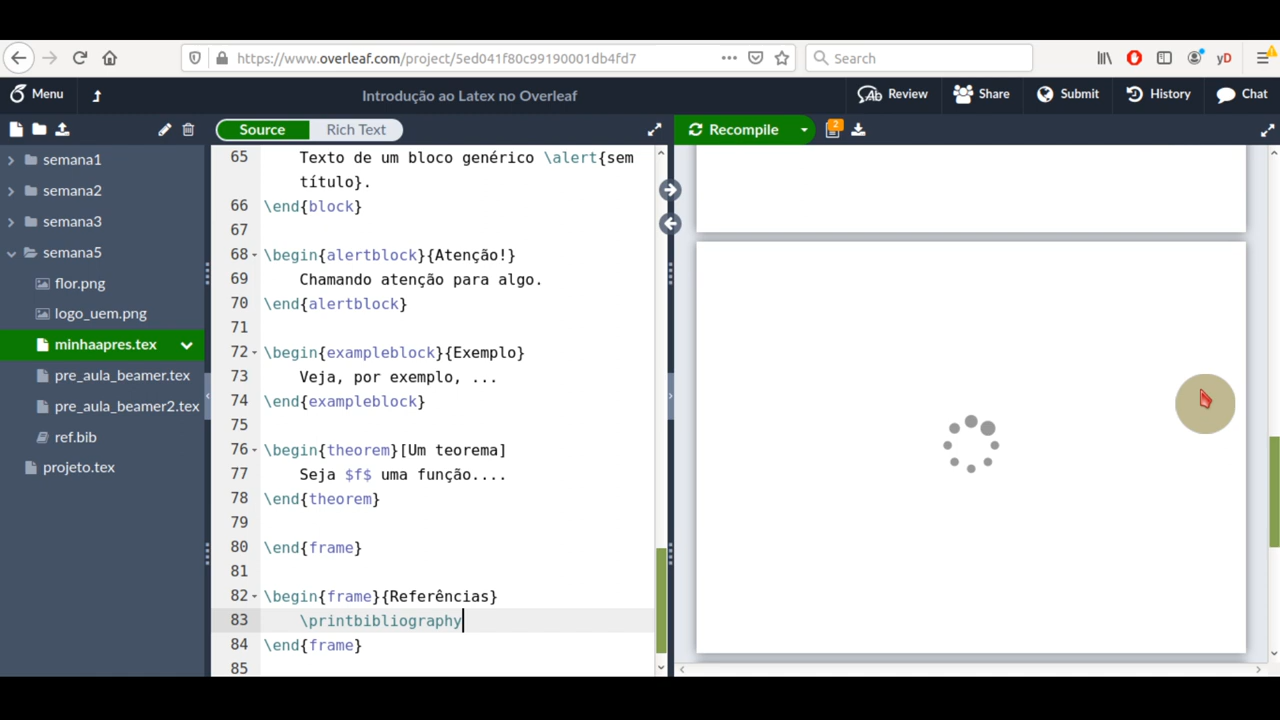 https://www.overleaf.com/project/5ed041f80c99190001db4fd7
Search
yD
Menu
Introdução ao Latex no Overleaf
Review
Share
Submit
History
Chat
Source
Rich Text
Recompile
2
semana1
semana2
semana3
semana5
flor.png
logo_uem.png
minhaapres.tex
pre_aula_beamer.tex
pre_aula_beamer2.tex
ref.bib
projeto.tex
65 Texto de um bloco genérico \alert{sem
título}.
66 \end{block}
67
68 \begin{alertblock}{Atenção!}
69 Chamando atenção para algo.
70 \end{alertblock}
71
72 \begin{exampleblock}{Exemplo}
73 Veja, por exemplo, ...
74 \end{exampleblock}
75
76 \begin{theorem}[Um teorema]
77 Seja $f$ uma função....
78 \end{theorem}
79
80 \end{frame}
81
82 \begin{frame}{Referências}
83 \printbibliography
84 \end{frame}
85